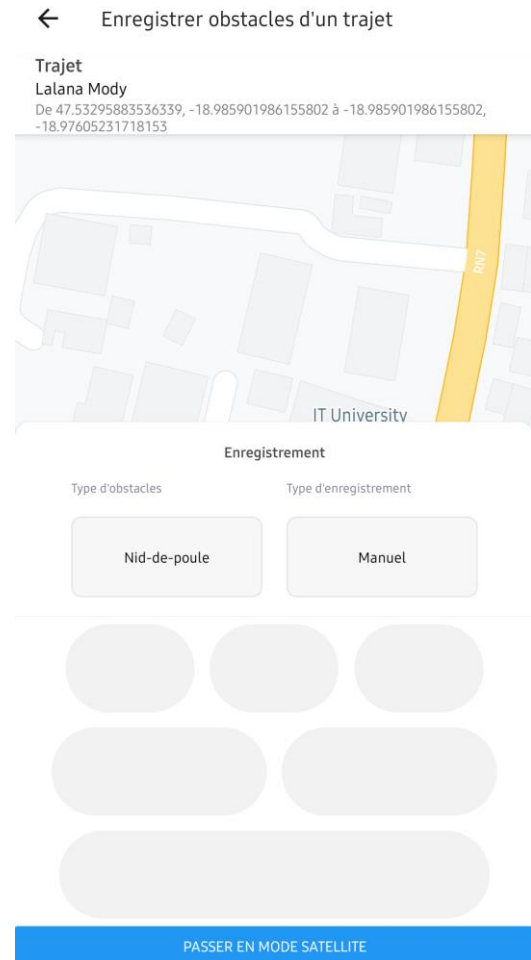 Enregistrer obstacles d'un trajet
Trajet
Lalana Mody
De 47.53295883536339, -18.985901986155802 à -18.985901986155802,
-18.97605231718153
RN7
IT University
Enregistrement
Type d'obstacles
Type d'enregistrement
Nid-de-poule
Manuel
PASSER EN MODE SATELLITE